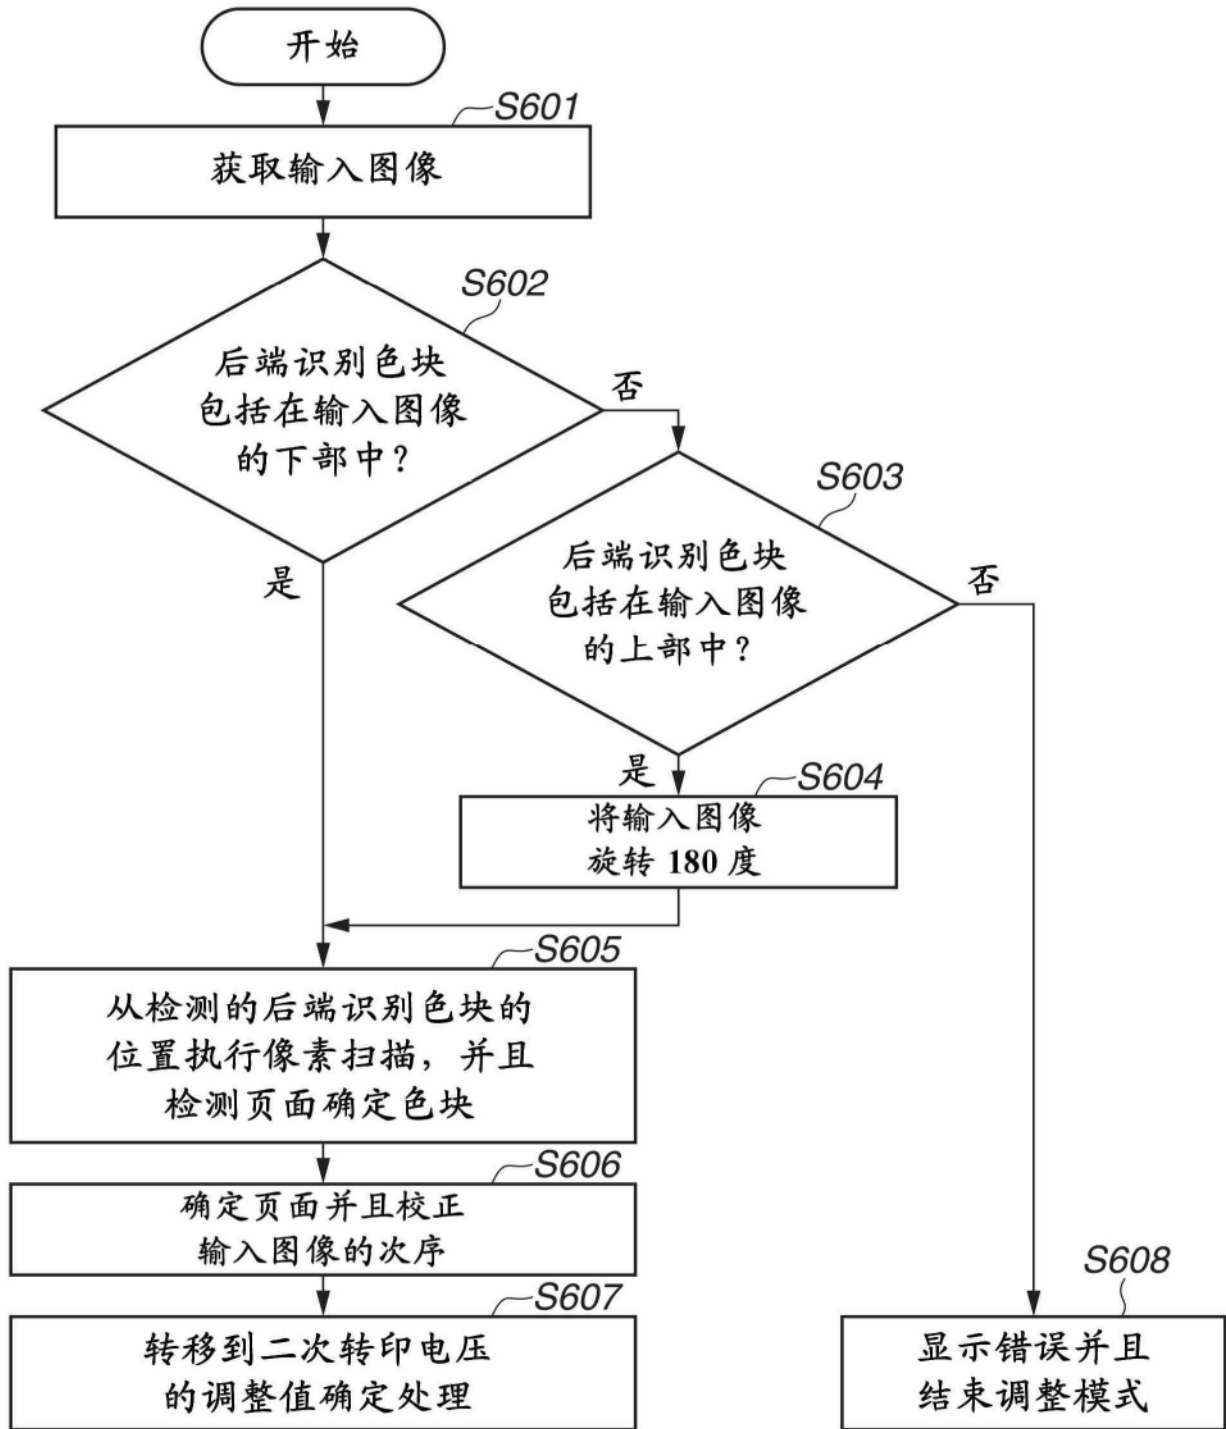 开始
S601
获取输入图像
S602
后端识别色块
包括在输入图像
的下部中？
否
是
S603
后端识别色块
包括在输入图像
的上部中？
否
是
S604
将输入图像
旋转 180 度
S605
从检测的后端识别色块的
位置执行像素扫描，并且
检测页面确定色块
S606
确定页面并且校正
输入图像的次序
S607
转移到二次转印电压
的调整值确定处理
S608
显示错误并且
结束调整模式